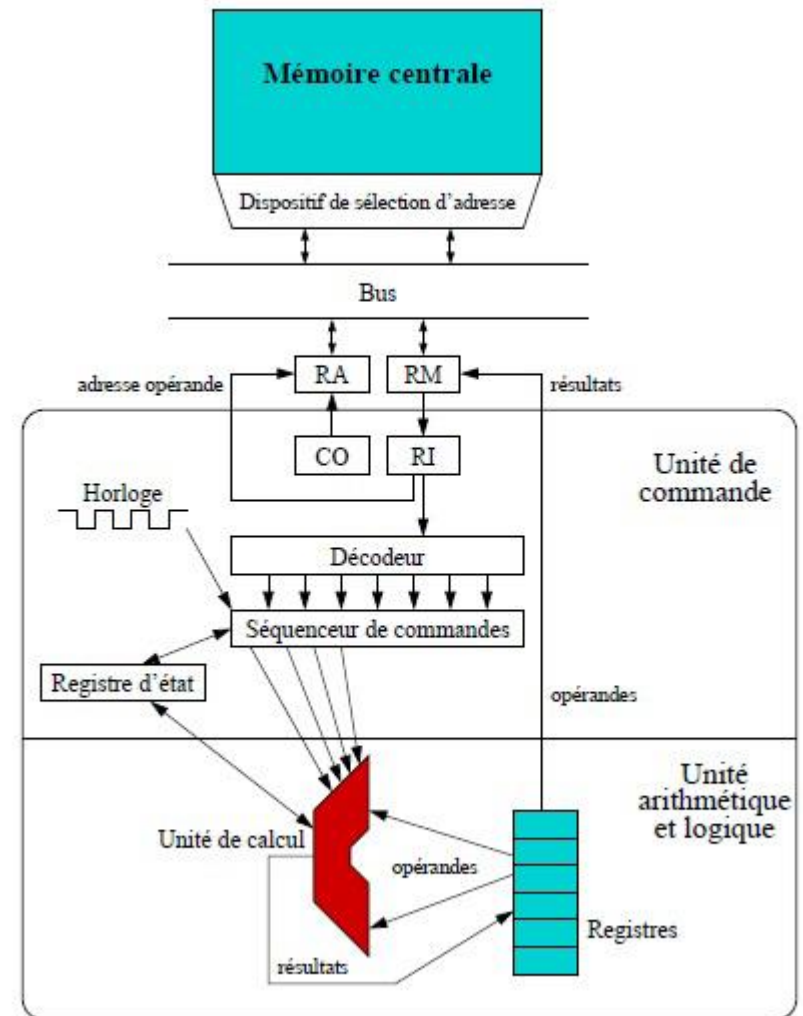 Mémoire centrale
Dispositif de sélection d'adresse
Bus
adresse opérande
RA
RM
résultats
CO
RI
Unité de
commande
Horloge
Décodeur
Séquenceur de commandes
Registre d'état
opérandes
Unité
arithmétique
et logique
Unité de calcul
opérandes
Registres
résultats